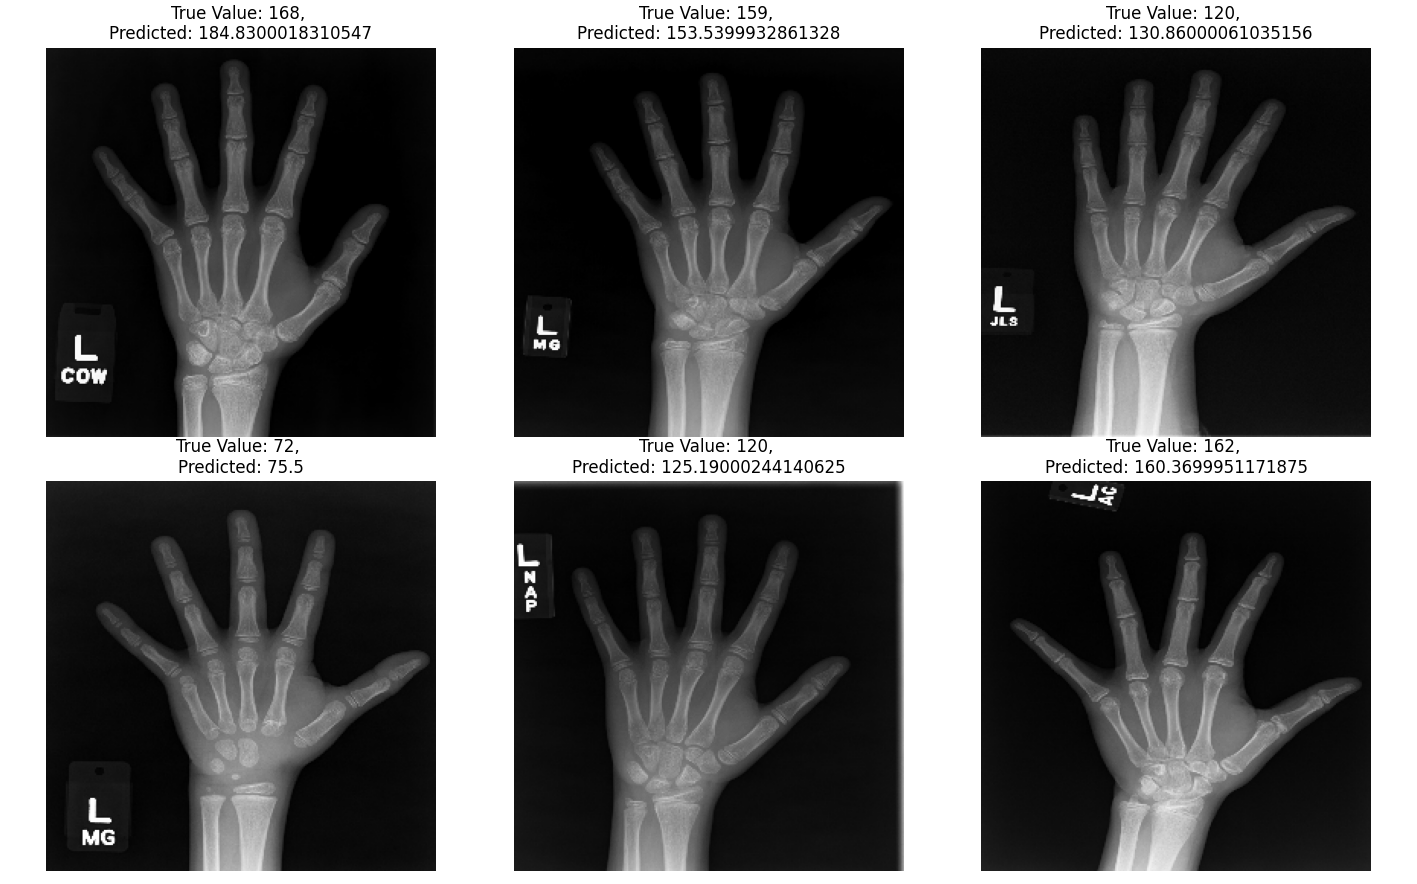 True Value: 168,
Predicted: 184.8300018310547
True Value: 159,
Predicted: 153.5399932861328
True Value: 120,
Predicted: 130.86000061035156
L
COW
L
MG
L
JLS
True Value: 72,
Predicted: 75.5
True Value: 120,
Predicted: 125.19000244140625
True Value: 162,
Predicted: 160.3699951171875
L
MG
L
N
A
P
L
AC